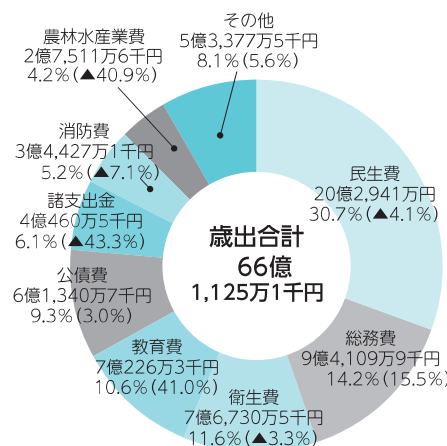 その他
5億3,377万5千円
8.1%(5.6%)
農林水産業費
2億7,511万6千円
4.2%(▲40.9%)
消防費
3億4,427万1千円
5.2%(▲7.1%)
諸支出金
4億460万5千円
6.1%(▲43.3%)
公債費
6億1,340万7千円
9.3%(3.0%)
教育費
7億226万3千円
10.6%(41.0%)
衛生費
7億6,730万5千円
11.6%(▲3.3%)
総務費
9億4,109万9千円
14.2%(15.5%)
民生費
20億2,941万円
30.7%(▲4.1%)
歳出合計
66億
1,125万1千円